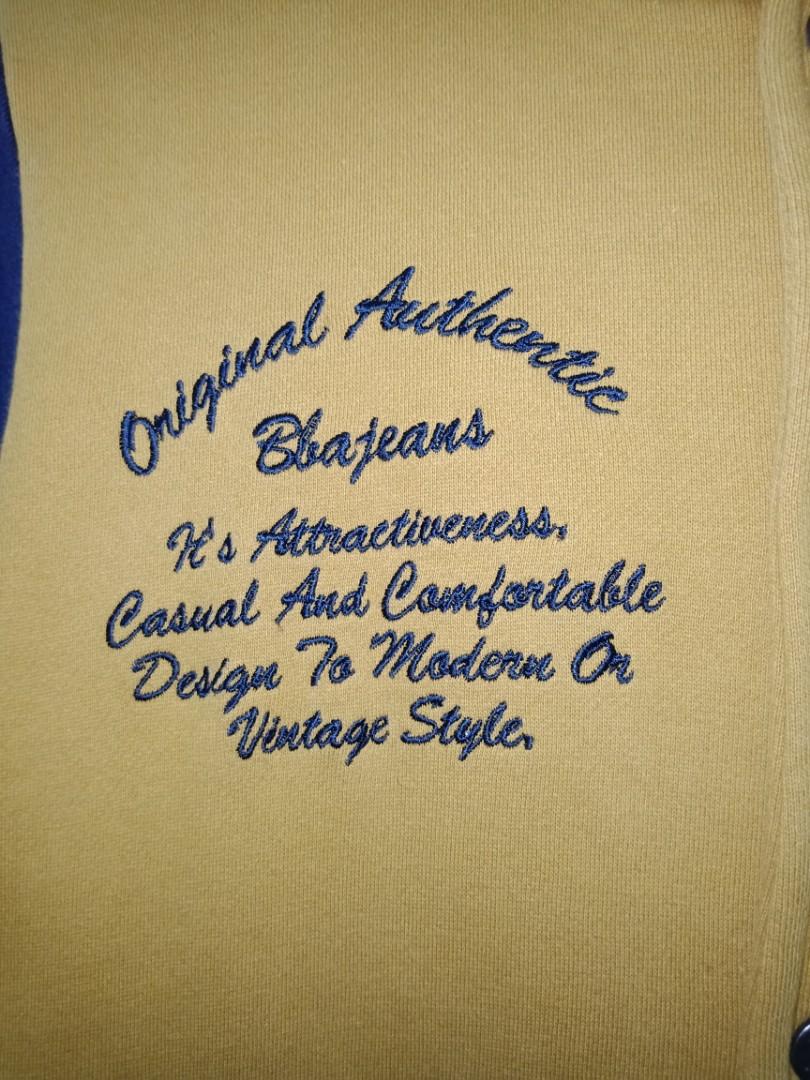 Original Authentic
Bbajeans
It's Attractiveness.
Casual And Comfortable
Design To Modern Or
Vintage Style.